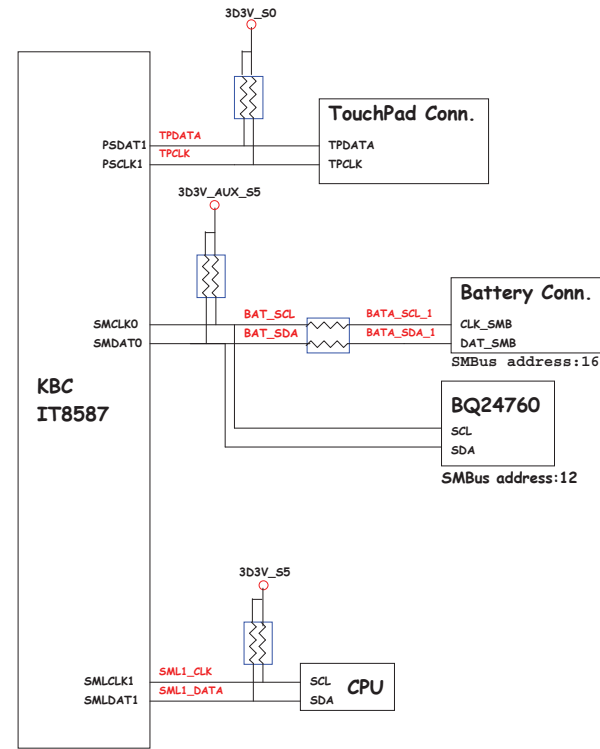 3D3V_S0
TouchPad Conn.
PSDAT1 TPDATA TPDATA
PSCLK1 TPCLK TPCLK
3D3V_AUX_S5
Battery Conn.
SMCLK0 BAT_SCL BATA_SCL_1 CLK_SMB
SMDAT0 BAT_SDA BATA_SDA_1 DAT_SMB
SMBus address:16
KBC
IT8587
BQ24760
SCL
SDA
SMBus address:12
3D3V_S5
SMLCLK1 SML1_CLK SCL
SMLDAT1 SML1_DATA SDA
CPU